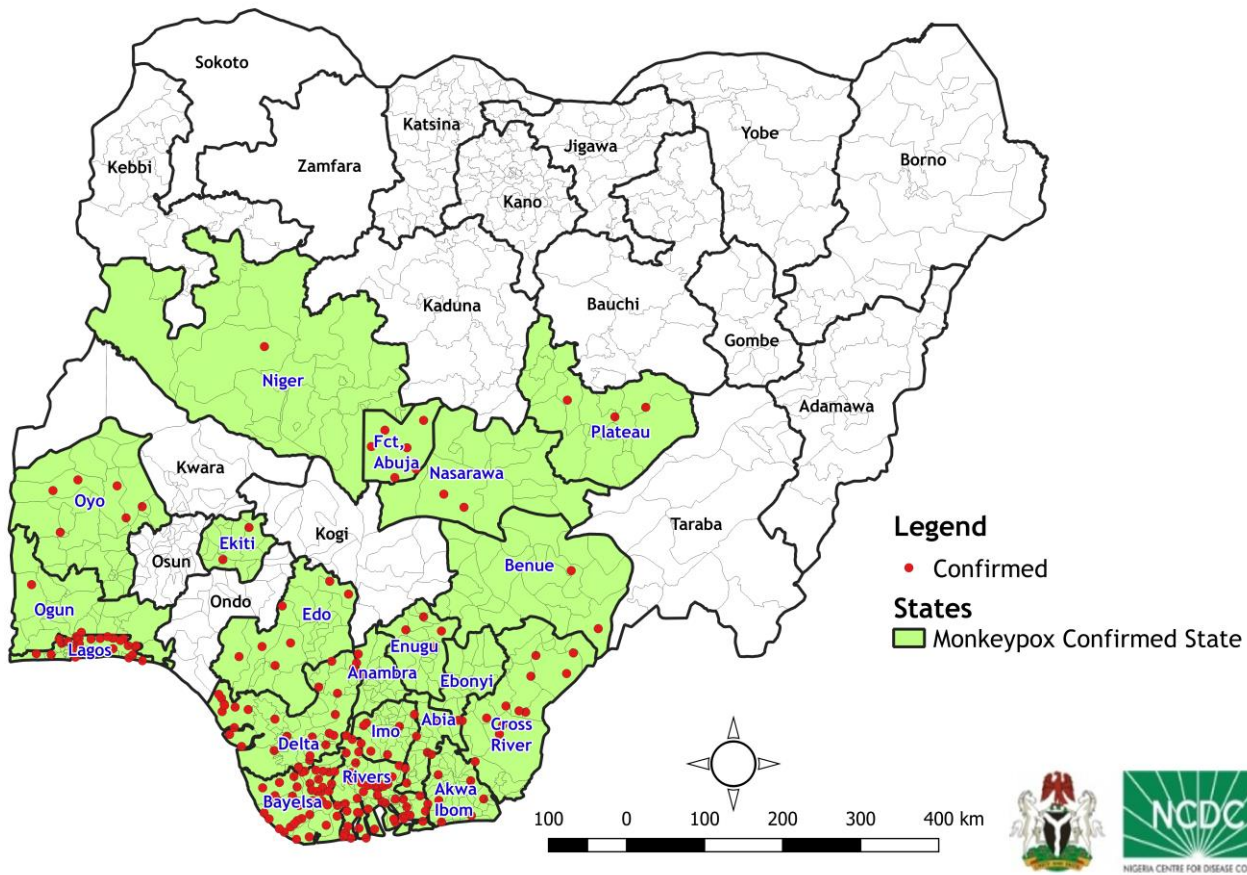 Sokoto
Katsina
Yobe
Jigawa
Borno
Kebbi
Zamfara
Kano
Kaduna
Bauchi
Gombe
Niger
Adamawa
Plateau
Fct,
Abuja
Nasarawa
Kwara
Oyo
Kogi
Taraba
Ekiti
Osun
Benue
Ondo
Edo
Ogun
Lagos
Enugu
Anambra
Ebonyi
Abia
Cross
River
Imo
Delta
Rivers
Bayelsa
Akwa
Ibom
Legend
Confirmed
States
Monkeypox Confirmed State
100 0 100 200 300 400 km
NCDC
NIGERIA CENTRE FOR DISEASE CO